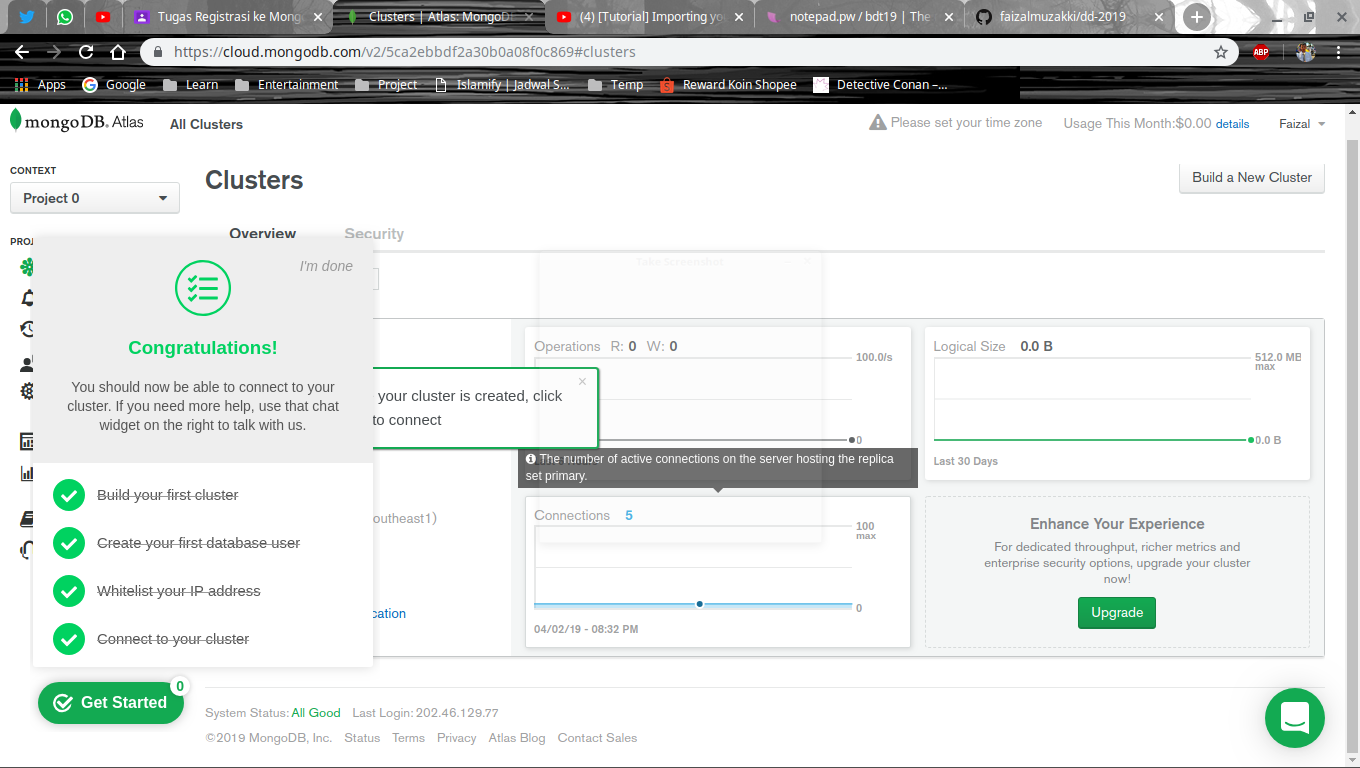 Tugas Registrasi ke Mong
Clusters | Atlas: MongoD
(4) [Tutorial] Importing yo
notepad.pw / bdt19 | The
faizalmuzakki/dd-2019
https://cloud.mongodb.com/v2/5ca2ebbdf2a30b0a08f0c869#clusters
ABP
Apps
Google
Learn
Entertainment
Project
Islamify | Jadwal S...
Temp
Reward Koin Shopee
Detective Conan –...
mongoDB. Atlas
All Clusters
Please set your time zone
Usage This Month:$0.00 details
Faizal
CONTEXT
Project 0
Clusters
Build a New Cluster
PROJ
Overview
Security
I'm done
Take Screenshot
Congratulations!
You should now be able to connect to your
cluster. If you need more help, use that chat
widget on the right to talk with us.
your cluster is created, click
to connect
×
Operations R: 0 W: 0
100.0/s
0
Logical Size 0.0 B
512.0 MB
max
0.0 B
Last 30 Days
The number of active connections on the server hosting the replica
set primary.
Build your first cluster
Create your first database user
Whitelist your IP address
Connect to your cluster
outheast1)
cation
Connections 5
100
max
0
04/02/19 - 08:32 PM
Enhance Your Experience
For dedicated throughput, richer metrics and
enterprise security options, upgrade your cluster
now!
Upgrade
Get Started
0
System Status: All Good Last Login: 202.46.129.77
©2019 MongoDB, Inc. Status Terms Privacy Atlas Blog Contact Sales